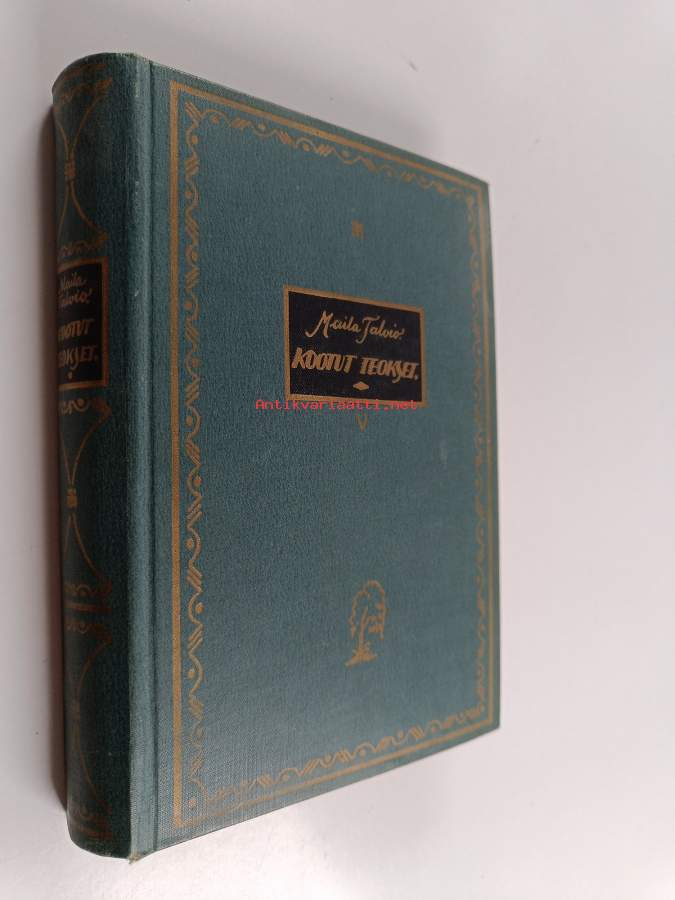 Maila
Talvio:
KOOTUT
TEOKSET.
Maila Talvio:
KOOTUT TEOKSET.
Antikvariaatti.net
V